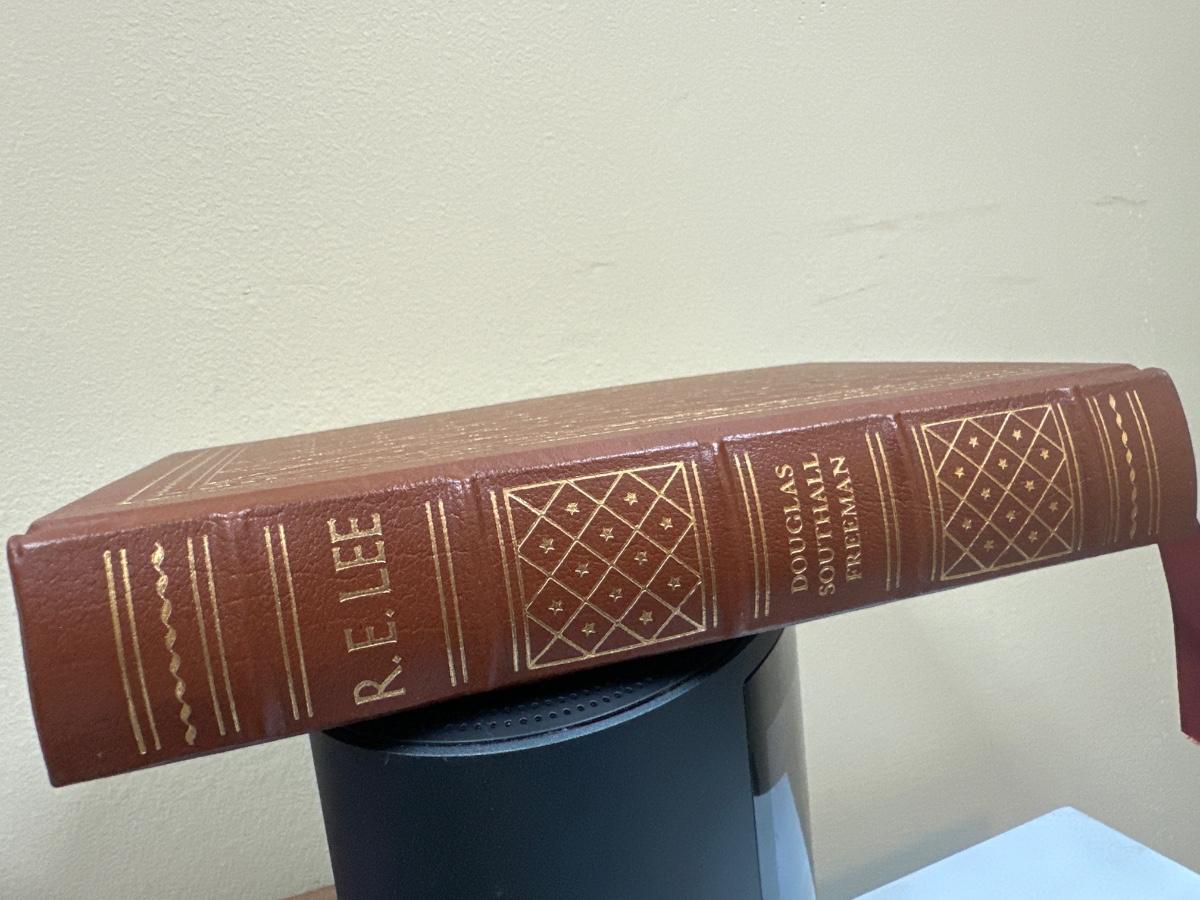 R. E. LEE
DOUGLAS
SOUTHALL
FREEMAN